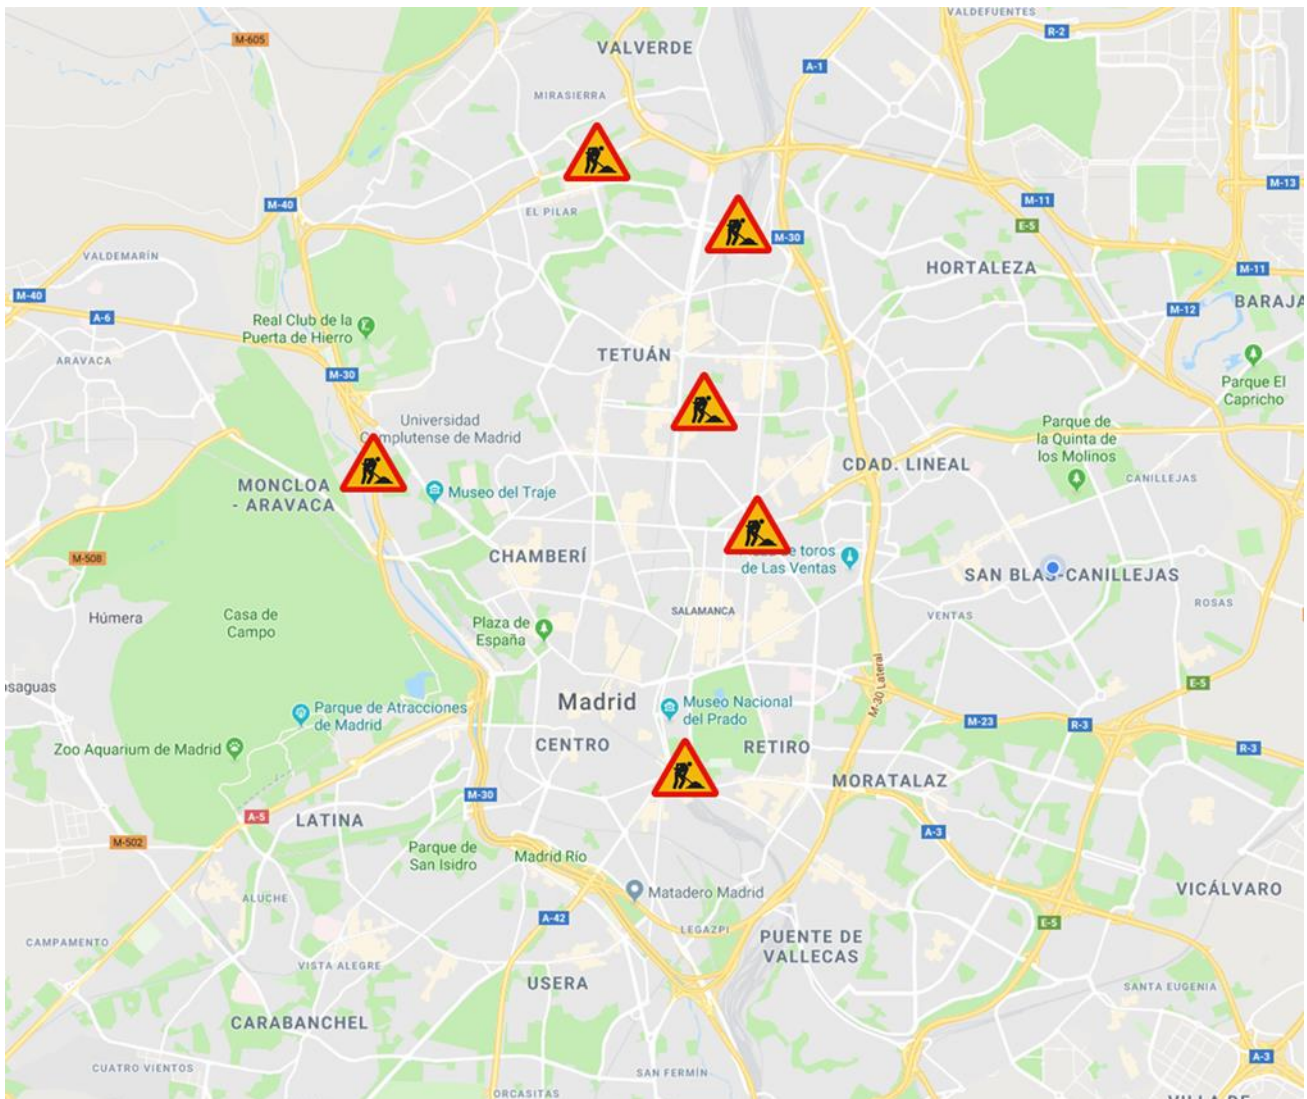 VALDEFUENTES
M-605
R-2
VALVERDE
A-1
MIRASIERRA
M-13
M-11
M-40
EL PILAR
E-5
M-30
VALDEMARÍN
HORTALEZA
M-11
M-40
BARAJA
M-12
A-6
Real Club de la
Puerta de Hierro
TETUÁN
ARAVACA
M-30
Parque El
Capricho
Universidad
Complutense de Madrid
Parque de
la Quinta de
los Molinos
CDAD. LINEAL
CANILLEJAS
MONCLOA
- ARAVACA
Museo del Traje
M-508
CHAMBERÍ
de toros
de Las Ventas
SAN BLAS-CANILLEJAS
ROSAS
Húmera
Casa de
Campo
Plaza de
España
SALAMANCA
VENTAS
osaguas
M-30 Lateral
E-5
Parque de Atracciones
de Madrid
Madrid
Museo Nacional
del Prado
M-23
R-3
Zoo Aquarium de Madrid
CENTRO
RETIRO
R-3
MORATALAZ
M-30
A-5
LATINA
A-3
M-502
Parque de
San Isidro
Madrid Río
Matadero Madrid
VICÁLVARO
ALUCHE
A-42
E-5
LEGAZPI
CAMPAMENTO
PUENTE DE
VALLECAS
VISTA ALEGRE
USERA
SANTA EUGENIA
CARABANCHEL
A-3
CUATRO VIENTOS
SAN FERMÍN
ORCASITAS
VILLA DE